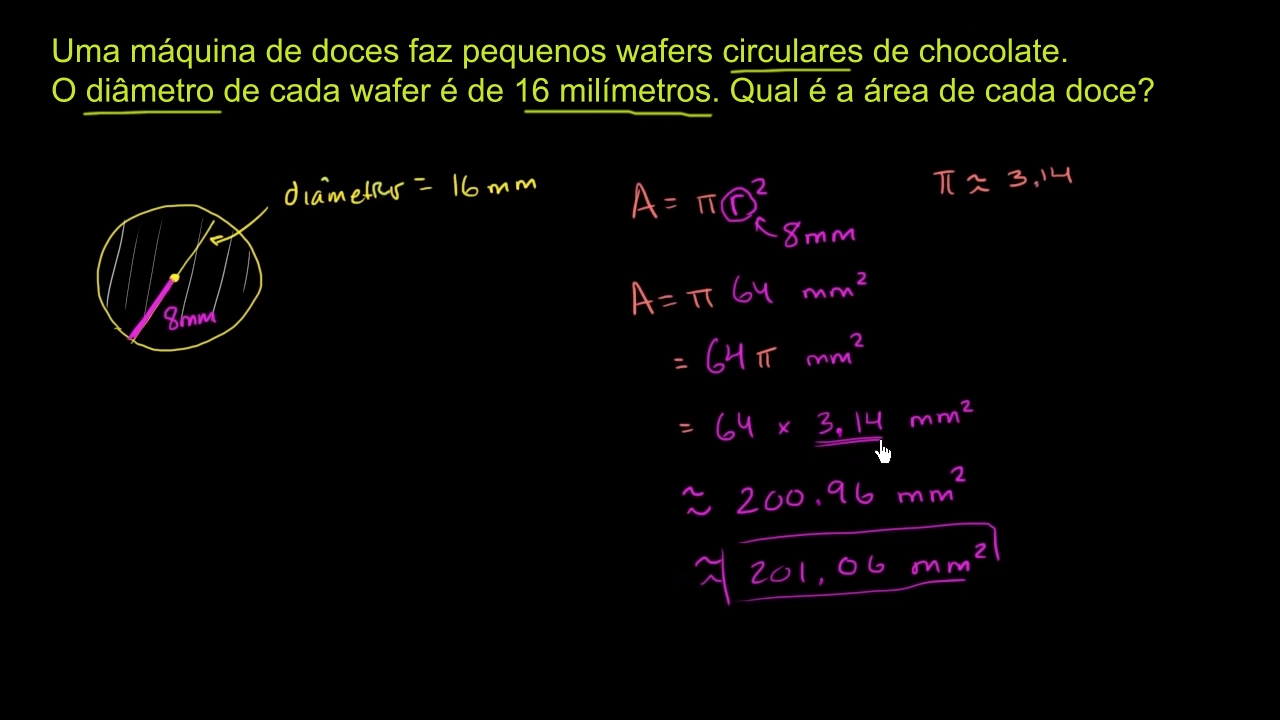 Uma máquina de doces faz pequenos wafers circulares de chocolate.
O diâmetro de cada wafer é de 16 milímetros. Qual é a área de cada doce?
diâmetro = 16 mm
8mm
A = π r²
π ≈ 3.14
8mm
A = π 64 mm²
= 64 π mm²
= 64 × 3,14 mm²
≈ 200.96 mm²
≈ 201,06 mm²